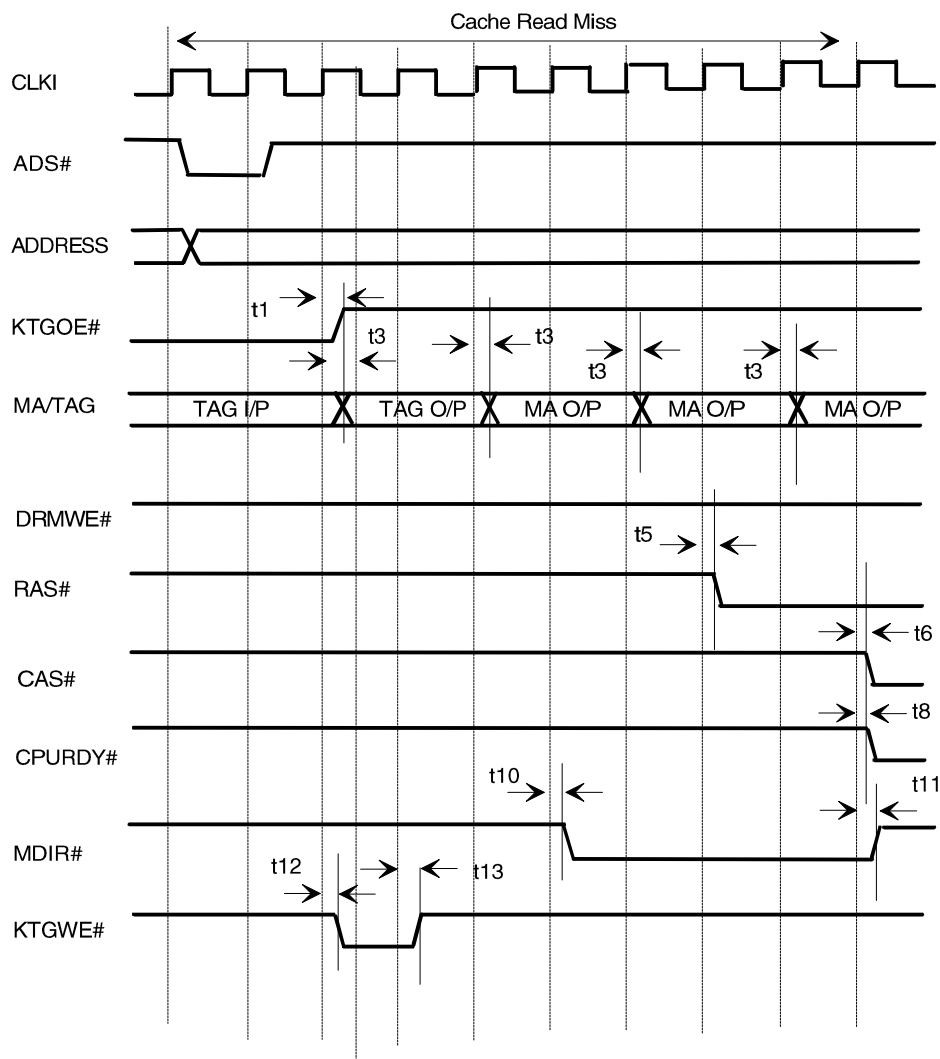 Cache Read Miss
CLKI
ADS#
ADDRESS
t1
KTGOE#
t3
t3
t3
t3
MA/TAG
TAG I/P
TAG O/P
MA O/P
MA O/P
MA O/P
DRMWE#
t5
RAS#
t6
CAS#
t8
CPURDY#
t10
t11
MDIR#
t12
t13
KTGWE#